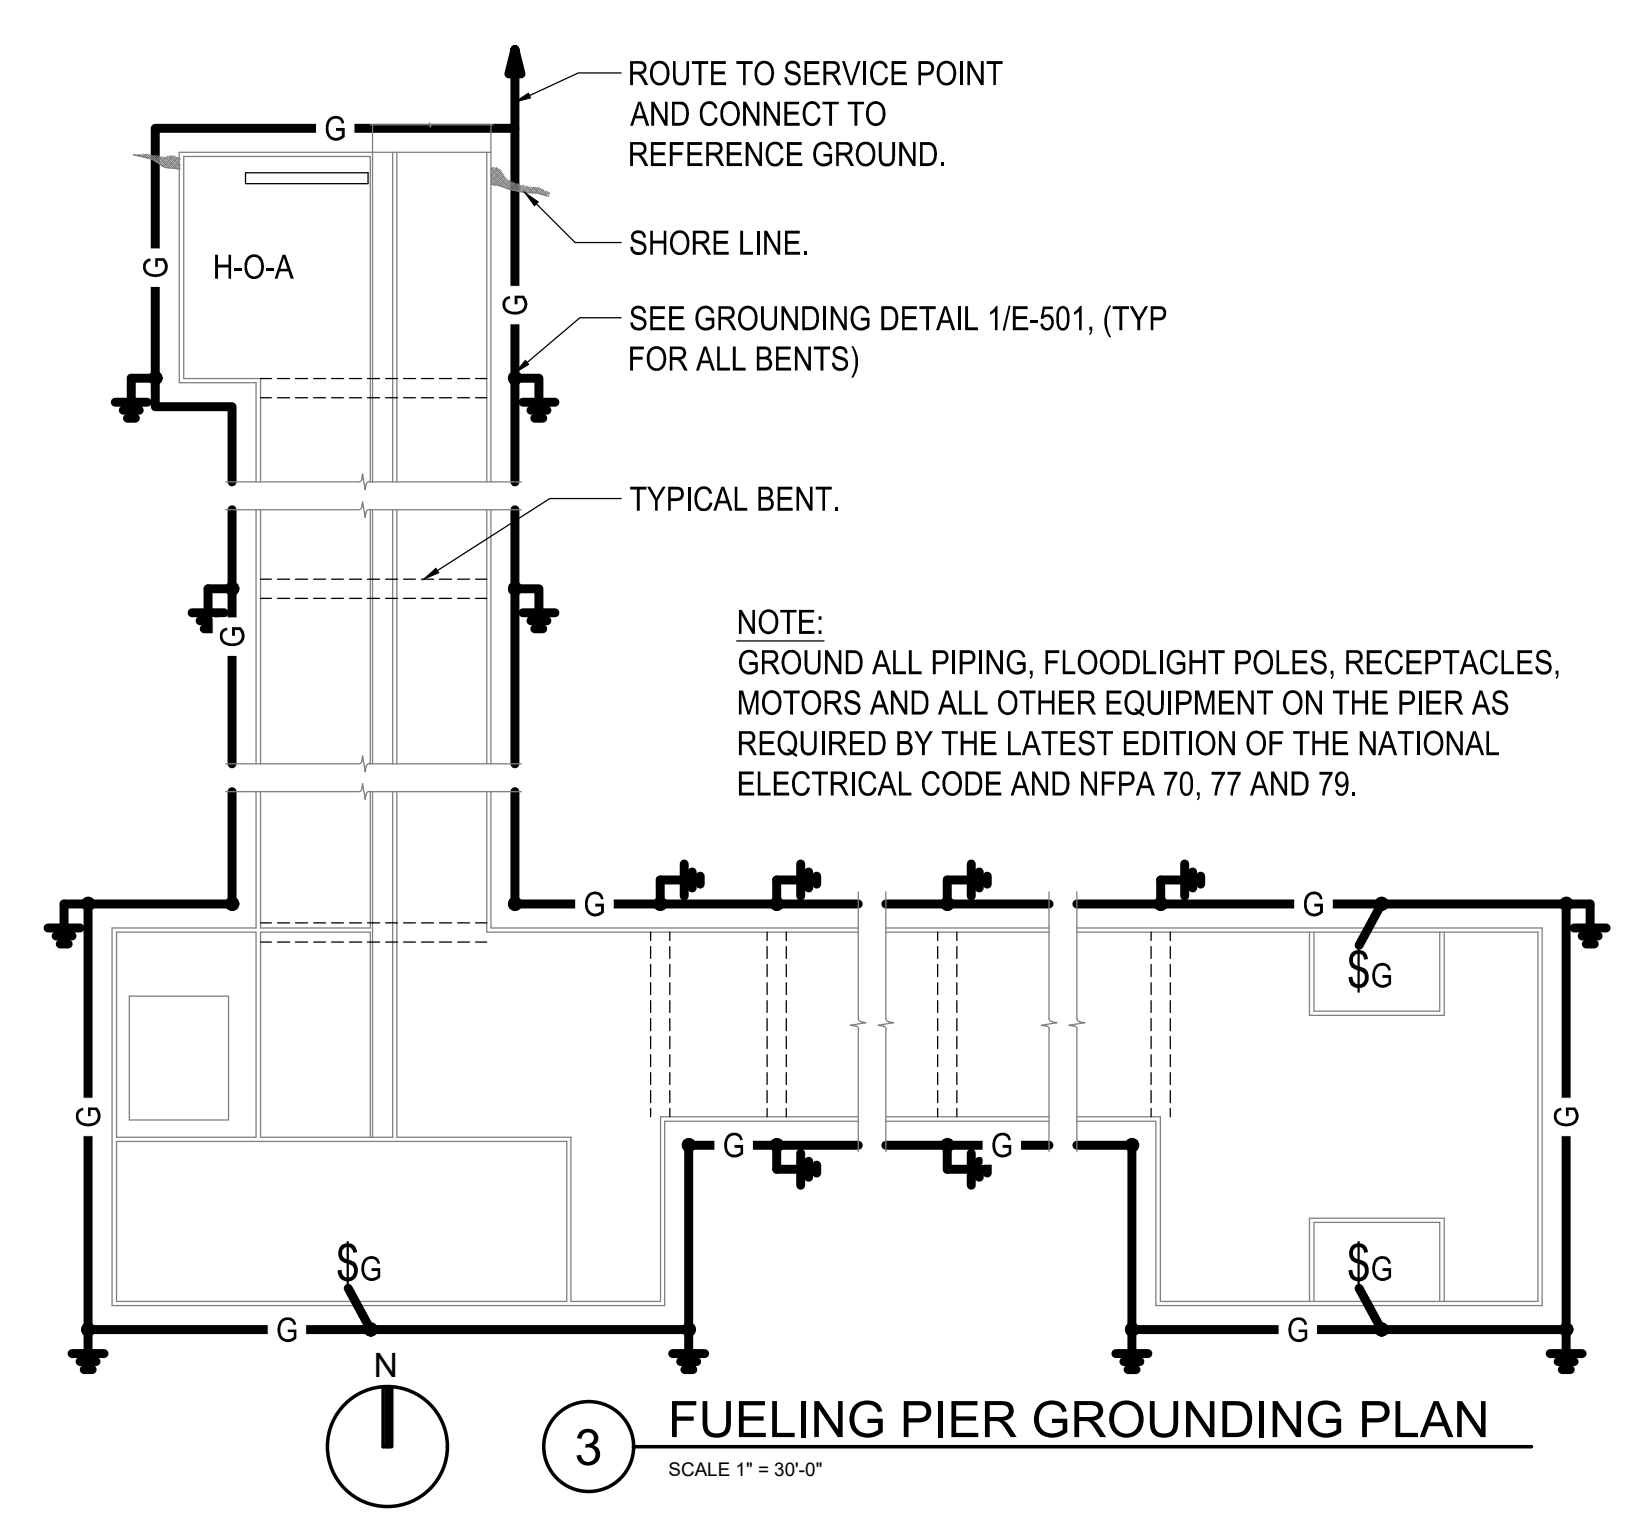 ROUTE TO SERVICE POINT
AND CONNECT TO
REFERENCE GROUND.
G
SHORE LINE.
G
H-O-A
G
SEE GROUNDING DETAIL 1/E-501, (TYP
FOR ALL BENTS)
TYPICAL BENT.
G
NOTE:
GROUND ALL PIPING, FLOODLIGHT POLES, RECEPTACLES,
MOTORS AND ALL OTHER EQUIPMENT ON THE PIER AS
REQUIRED BY THE LATEST EDITION OF THE NATIONAL
ELECTRICAL CODE AND NFPA 70, 77 AND 79.
G
G
$G
G
G
G
G
$G
$G
G
G
N
3
FUELING PIER GROUNDING PLAN
SCALE 1" = 30'-0"